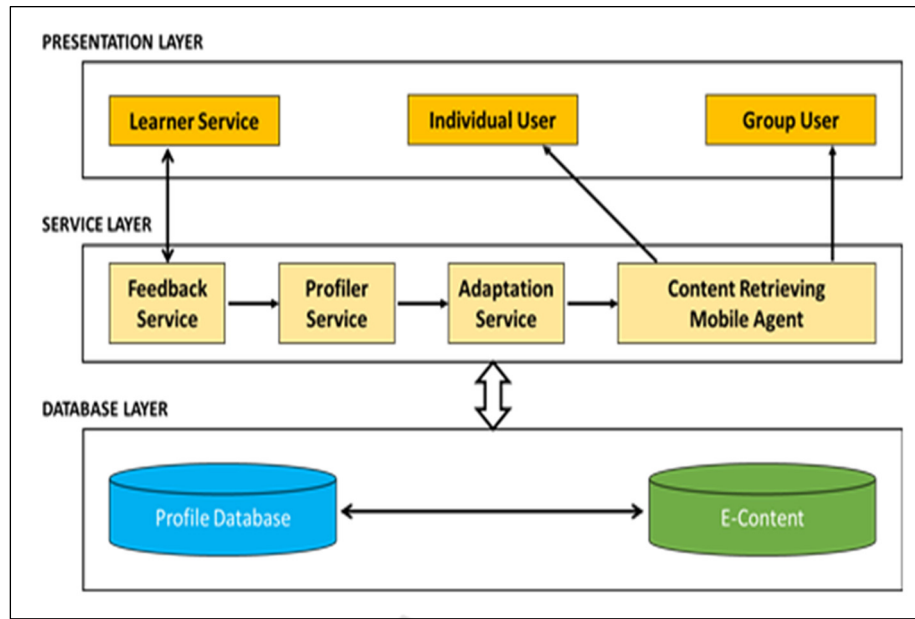 PRESENTATION LAYER
Learner Service
Individual User
Group User
SERVICE LAYER
Feedback
Service
Profiler
Service
Adaptation
Service
Content Retrieving
Mobile Agent
DATABASE LAYER
Profile Database
E-Content